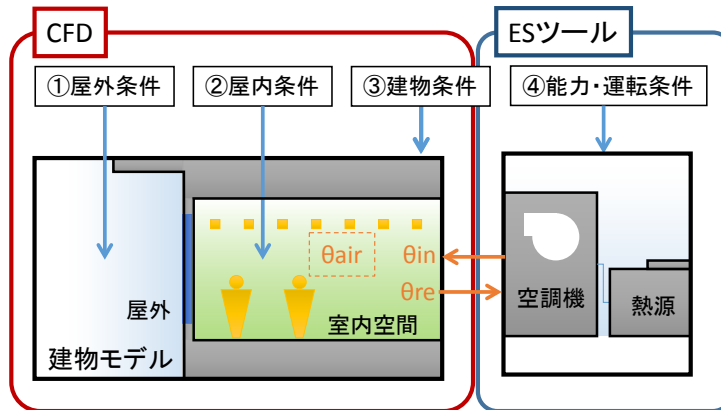 CFD
ESツール
①屋外条件
②屋内条件
③建物条件
④能力・運転条件
θair
θin
θre
屋外
室内空間
建物モデル
空調機
熱源